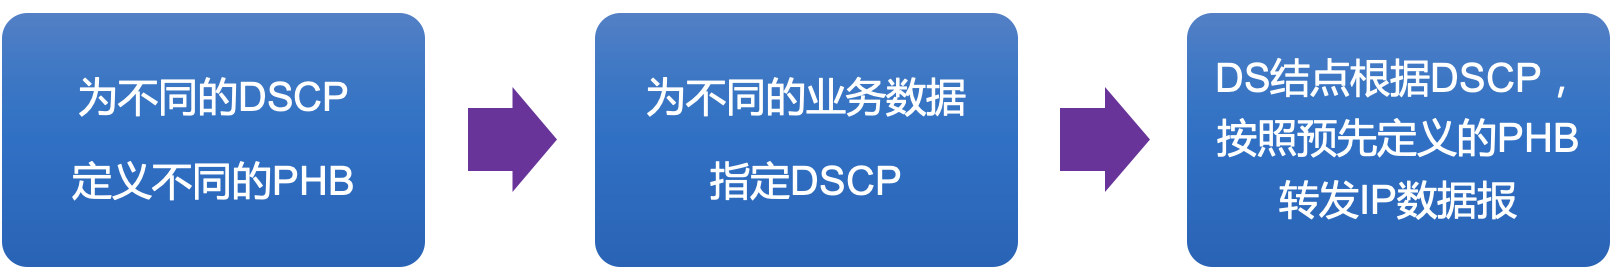 为不同的DSCP
定义不同的PHB
为不同的业务数据
指定DSCP
DS结点根据DSCP，
按照预先定义的PHB
转发IP数据报